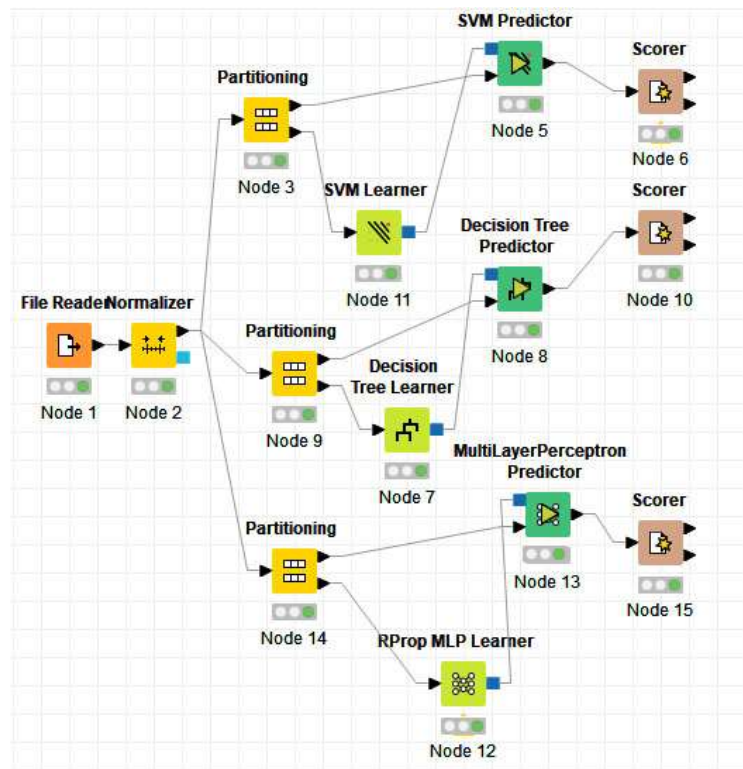 SVM Predictor
Node 5
Scorer
Node 6
Partitioning
Node 3
SVM Learner
Node 11
Scorer
Node 10
Decision Tree
Predictor
Node 8
File Reader
Node 1
Normalizer
Node 2
Partitioning
Node 9
Decision
Tree Learner
Node 7
MultiLayerPerceptron
Predictor
Node 13
Scorer
Node 15
Partitioning
Node 14
RProp MLP Learner
Node 12